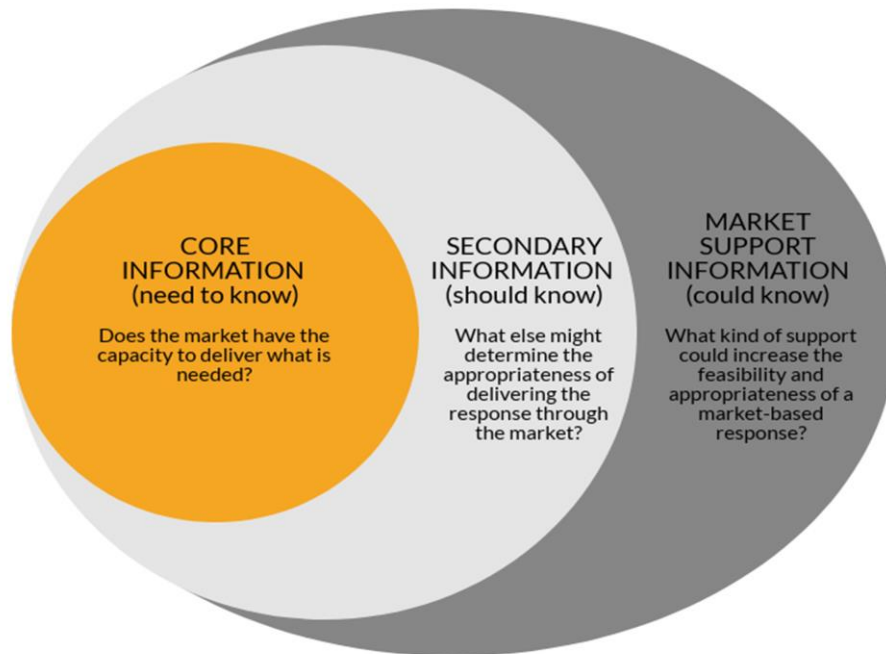 CORE
INFORMATION
(need to know)
Does the market have the
capacity to deliver what is
needed?
SECONDARY
INFORMATION
(should know)
What else might
determine the
appropriateness of
delivering the
response through
the market?
MARKET
SUPPORT
INFORMATION
(could know)
What kind of support
could increase the
feasibility and
appropriateness of a
market-based
response?